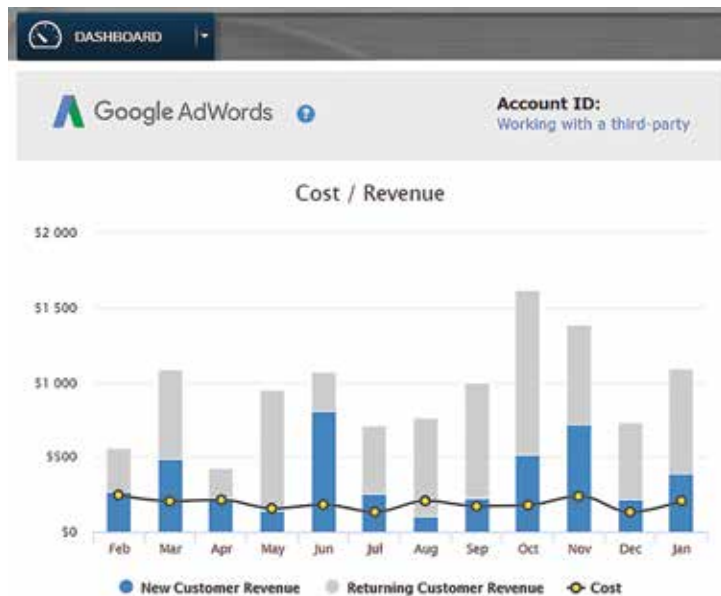 DASHBOARD
Google AdWords ?
Account ID:
Working with a third-party
Cost / Revenue
$2 000
$1 500
$1 000
$500
$0
Feb Mar Apr May Jun Jul Aug Sep Oct Nov Dec Jan
New Customer Revenue Returning Customer Revenue Cost